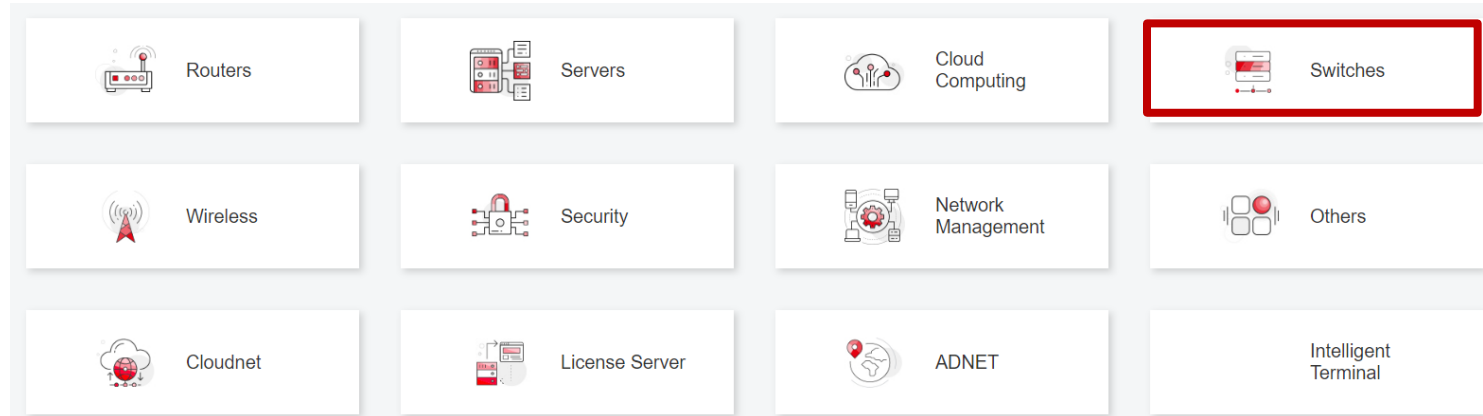 Routers
Servers
Cloud
Computing
Switches
Wireless
Security
Network
Management
Others
Cloudnet
License Server
ADNET
Intelligent
Terminal